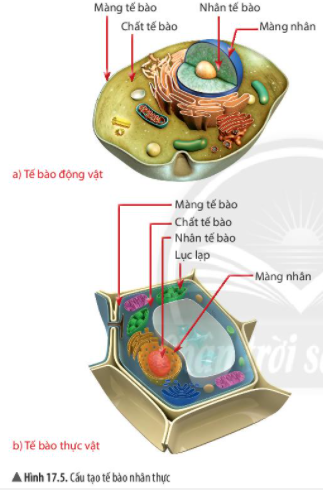 Màng tế bào
Nhân tế bào
Chất tế bào
Màng nhân
a) Tế bào động vật
Màng tế bào
Chất tế bào
Nhân tế bào
Lục lạp
Màng nhân
b) Tế bào thực vật
▲ Hình 17.5. Cấu tạo tế bào nhân thực